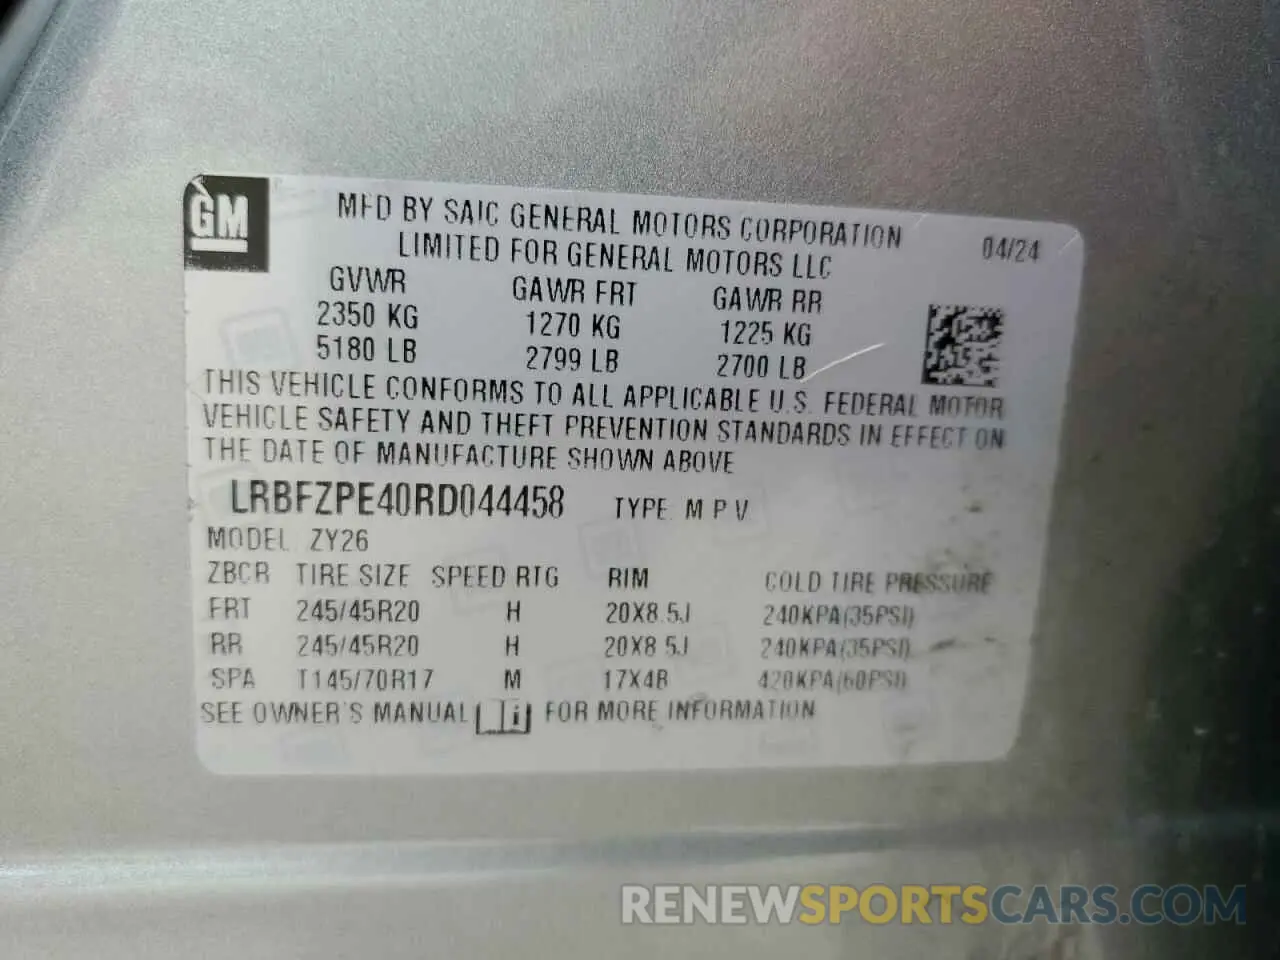 GM
MFD BY SAIC GENERAL MOTORS CORPORATION
LIMITED FOR GENERAL MOTORS LLC
04/24
GVWR GAWR FRT GAWR RR
2350 KG 1270 KG 1225 KG
5180 LB 2799 LB 2700 LB
THIS VEHICLE CONFORMS TO ALL APPLICABLE U.S. FEDERAL MOTOR
VEHICLE SAFETY AND THEFT PREVENTION STANDARDS IN EFFECT ON
THE DATE OF MANUFACTURE SHOWN ABOVE
LRBFZPE40RD044458 TYPE M P V
MODEL ZY26
ZBCR TIRE SIZE SPEED RTG RIM COLD TIRE PRESSURE
FRT 245/45R20 H 20X8.5J 240KPA(35PSI)
RR 245/45R20 H 20X8.5J 240KPA(35PSI)
SPA T145/70R17 M 17X4B 420KPA(60PSI)
SEE OWNER'S MANUAL i FOR MORE INFORMATION
RENEWSPORTSCARS.COM